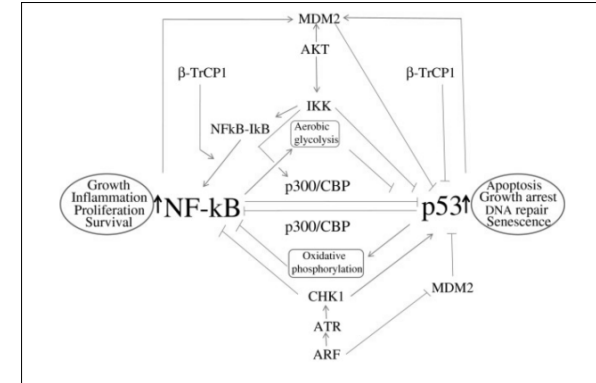 MDM2
AKT
β-TrCP1
β-TrCP1
IKK
NFkB-IkB
Aerobic
glycolysis
p300/CBP
Growth
Inflammation
Proliferation
Survival
NF-kB
p53
Apoptosis
Growth arrest
DNA repair
Senescence
p300/CBP
Oxidative
phosphorylation
CHK1
MDM2
ATR
ARF